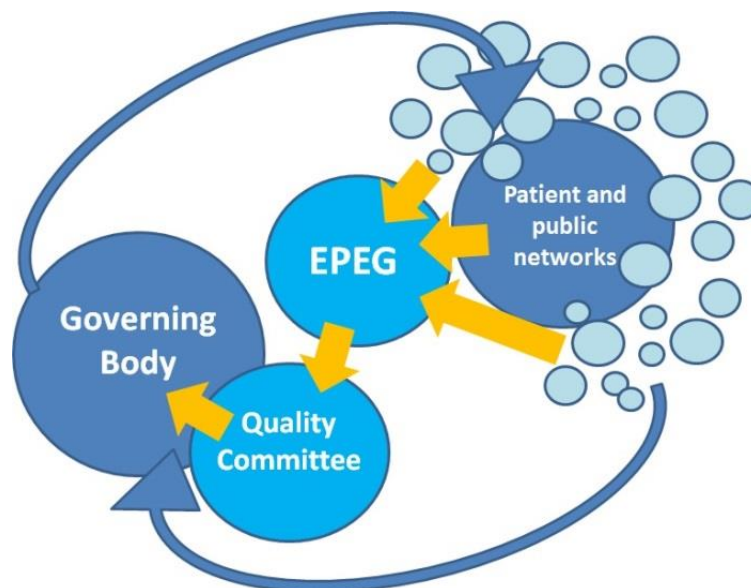 Patient and
public
networks
EPEG
Governing
Body
Quality
Committee